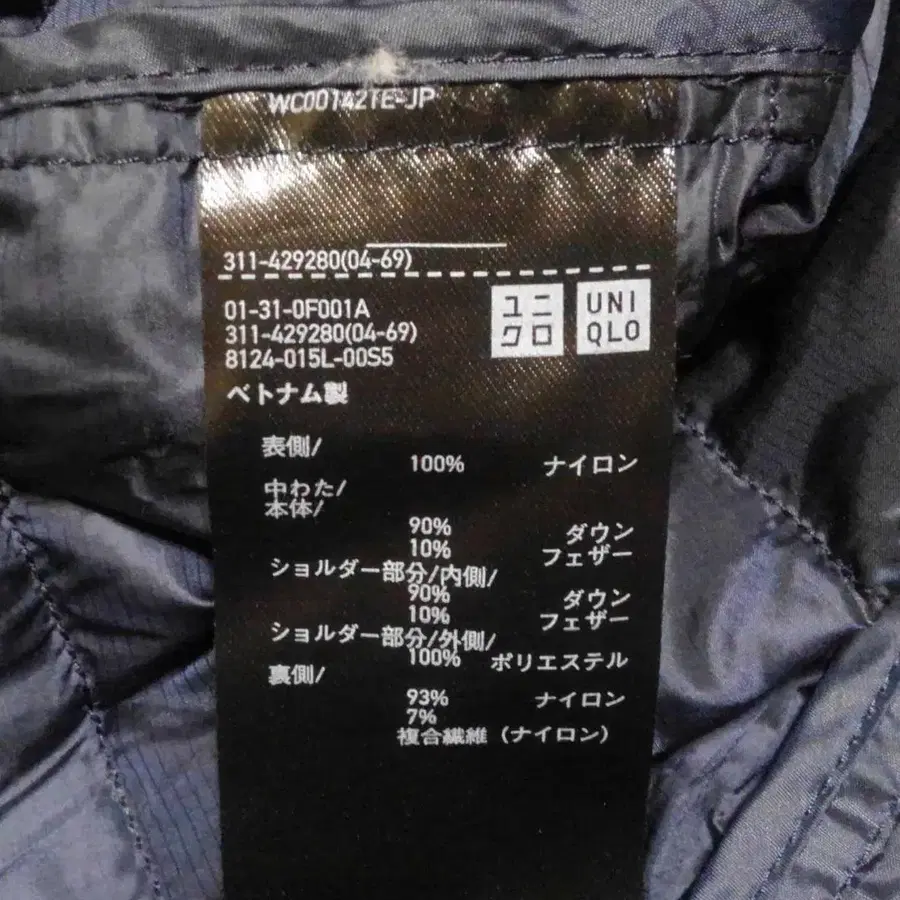 WC001421E-JP
311-429280(04-69)
01-31-0F001A
311-429280(04-69)
8124-015L-00S5
ユニ
クロ
UNI
QLO
ベトナム製
表側/
100% ナイロン
中わた/
本体/
90% ダウン
10% フェザー
ショルダー部分/内側/
90% ダウン
10% フェザー
ショルダー部分/外側/
100% ポリエステル
裏側/
93% ナイロン
7%
複合繊維(ナイロン)